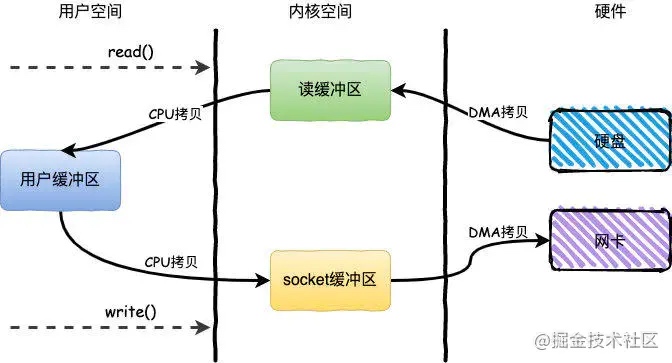 用户空间
内核空间
硬件
read()
读缓冲区
CPU拷贝
DMA拷贝
硬盘
用户缓冲区
CPU拷贝
DMA拷贝
网卡
socket缓冲区
write()
@掘金技术社区